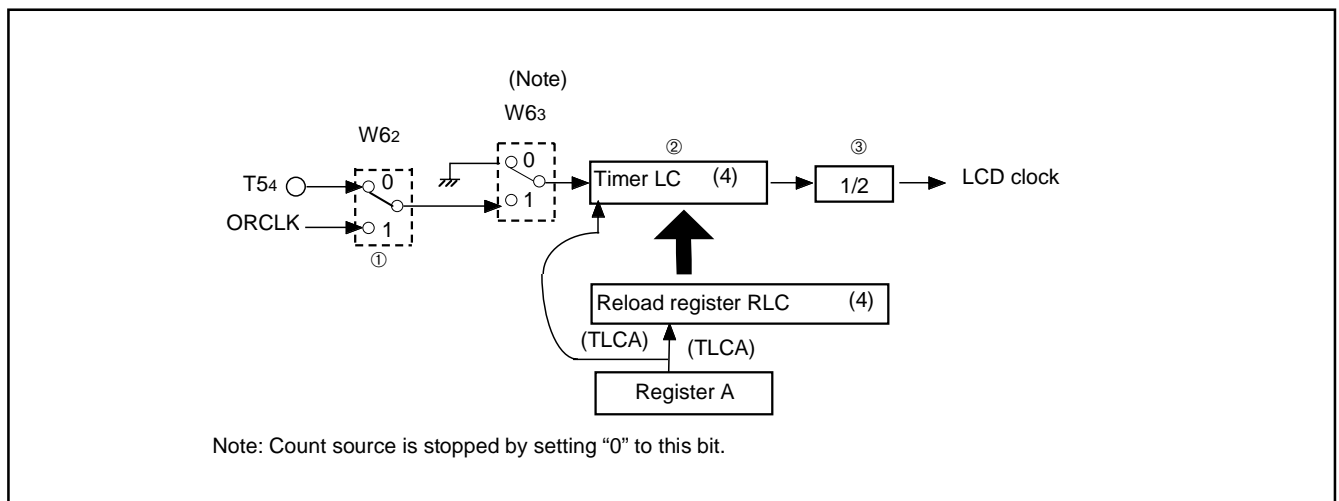 (Note)
W63
W62
② ③
0
T54 0 Timer LC (4) 1/2 LCD clock
1
ORCLK 1
①
Reload register RLC (4)
(TLCA) (TLCA)
Register A
Note: Count source is stopped by setting “0” to this bit.